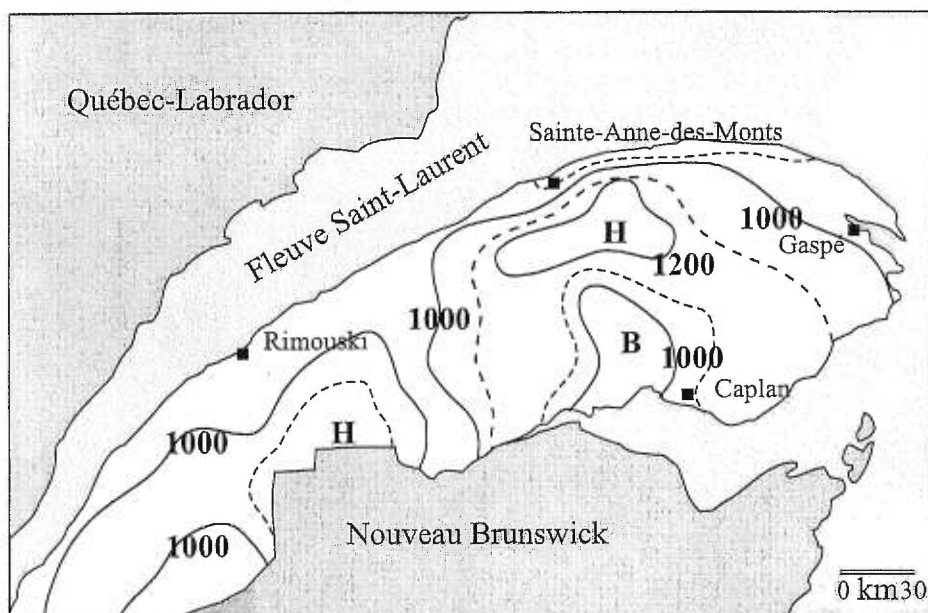 Québec-Labrador
Sainte-Anne-des-Monts
Fleuve Saint-Laurent
1000
Gaspé
H
1200
1000
Rimouski
B
1000
Caplan
1000
H
Nouveau Brunswick
1000
0 km30